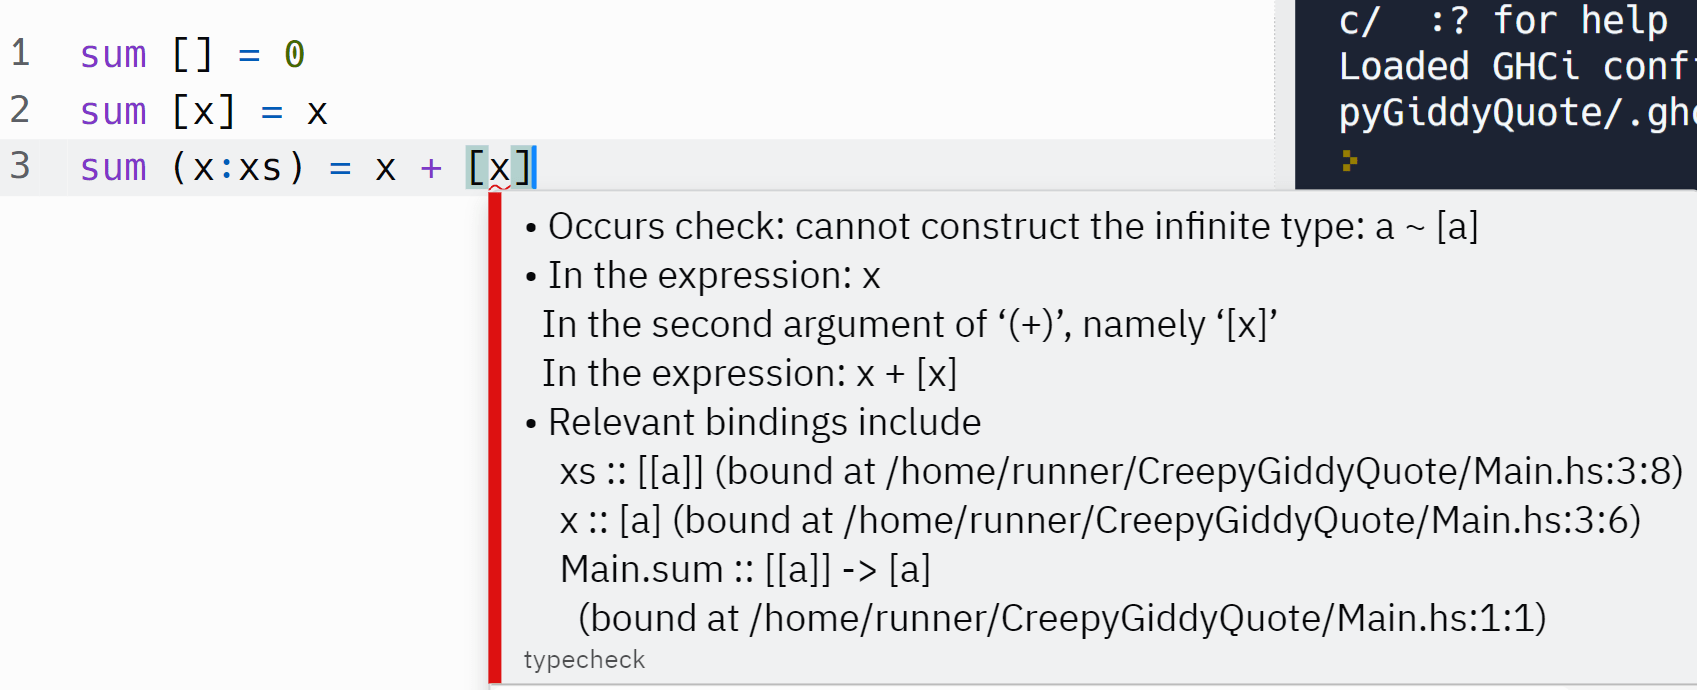 1 sum [] = 0
2 sum [x] = x
3 sum (x:xs) = x + [x]
c/  :? for help
Loaded GHCi conf
pyGiddyQuote/.gh
• Occurs check: cannot construct the infinite type: a ~ [a]
• In the expression: x
In the second argument of ‘(+)’, namely ‘[x]’
In the expression: x + [x]
• Relevant bindings include
xs :: [[a]] (bound at /home/runner/CreepyGiddyQuote/Main.hs:3:8)
x :: [a] (bound at /home/runner/CreepyGiddyQuote/Main.hs:3:6)
Main.sum :: [[a]] -> [a]
(bound at /home/runner/CreepyGiddyQuote/Main.hs:1:1)
typecheck